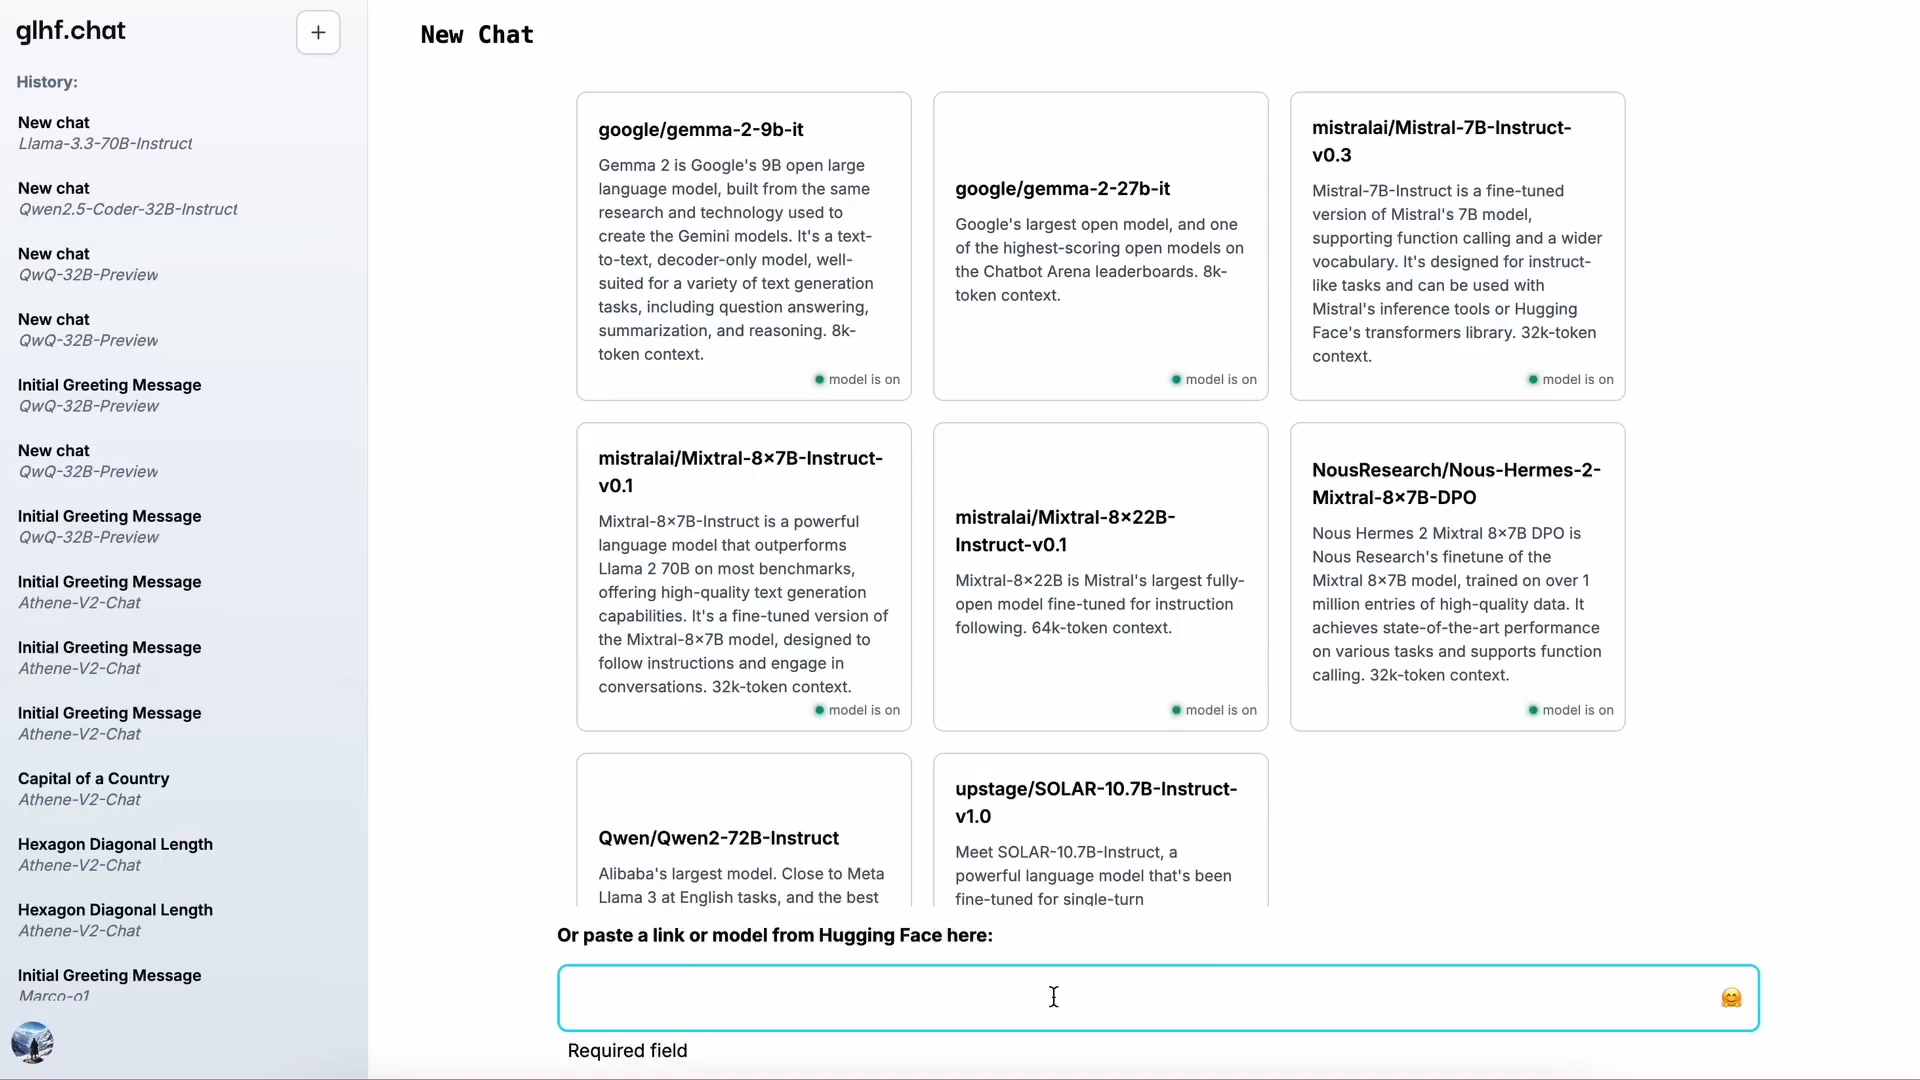 glhf.chat
+
History:
New chat
Llama-3.3-70B-Instruct
New chat
Qwen2.5-Coder-32B-Instruct
New chat
QwQ-32B-Preview
New chat
QwQ-32B-Preview
Initial Greeting Message
QwQ-32B-Preview
New chat
QwQ-32B-Preview
Initial Greeting Message
QwQ-32B-Preview
Initial Greeting Message
Athene-V2-Chat
Initial Greeting Message
Athene-V2-Chat
Initial Greeting Message
Athene-V2-Chat
Capital of a Country
Athene-V2-Chat
Hexagon Diagonal Length
Athene-V2-Chat
Hexagon Diagonal Length
Athene-V2-Chat
Initial Greeting Message
Marco-o1
New Chat
google/gemma-2-9b-it
Gemma 2 is Google's 9B open large
language model, built from the same
research and technology used to
create the Gemini models. It's a text-
to-text, decoder-only model, well-
suited for a variety of text generation
tasks, including question answering,
summarization, and reasoning. 8k-
token context.
model is on
google/gemma-2-27b-it
Google's largest open model, and one
of the highest-scoring open models on
the Chatbot Arena leaderboards. 8k-
token context.
model is on
mistralai/Mistral-7B-Instruct-
v0.3
Mistral-7B-Instruct is a fine-tuned
version of Mistral's 7B model,
supporting function calling and a wider
vocabulary. It's designed for instruct-
like tasks and can be used with
Mistral's inference tools or Hugging
Face's transformers library. 32k-token
context.
model is on
mistralai/Mixtral-8×7B-Instruct-
v0.1
Mixtral-8×7B-Instruct is a powerful
language model that outperforms
Llama 2 70B on most benchmarks,
offering high-quality text generation
capabilities. It's a fine-tuned version of
the Mixtral-8×7B model, designed to
follow instructions and engage in
conversations. 32k-token context.
model is on
mistralai/Mixtral-8×22B-
Instruct-v0.1
Mixtral-8×22B is Mistral's largest fully-
open model fine-tuned for instruction
following. 64k-token context.
model is on
NousResearch/Nous-Hermes-2-
Mixtral-8×7B-DPO
Nous Hermes 2 Mixtral 8×7B DPO is
Nous Research's finetune of the
Mixtral 8×7B model, trained on over 1
million entries of high-quality data. It
achieves state-of-the-art performance
on various tasks and supports function
calling. 32k-token context.
model is on
Qwen/Qwen2-72B-Instruct
Alibaba's largest model. Close to Meta
Llama 3 at English tasks, and the best
upstage/SOLAR-10.7B-Instruct-
v1.0
Meet SOLAR-10.7B-Instruct, a
powerful language model that's been
fine-tuned for single-turn
Or paste a link or model from Hugging Face here:
Required field